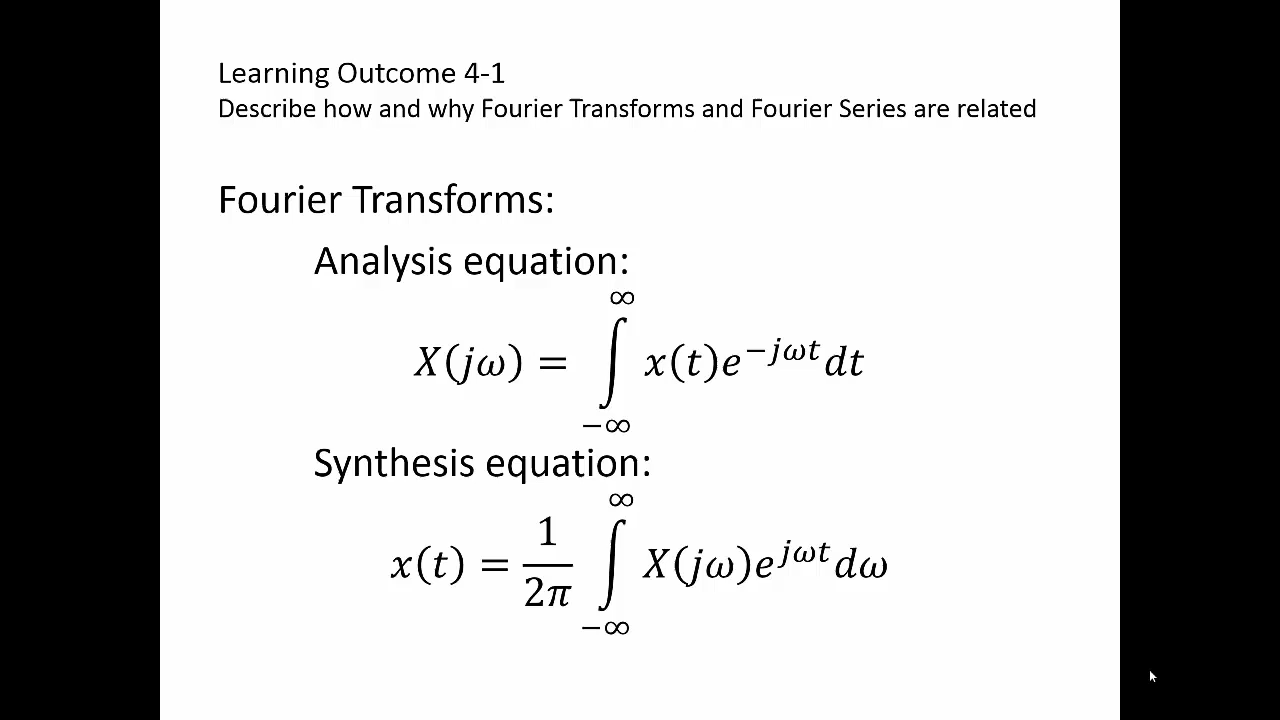 Learning Outcome 4-1
Describe how and why Fourier Transforms and Fourier Series are related
Fourier Transforms:
Analysis equation:
X(jω) = ∫_{−∞}^{∞} x(t)e^{−jωt}dt
Synthesis equation:
x(t) = \frac{1}{2π} ∫_{−∞}^{∞} X(jω)e^{jωt}dω